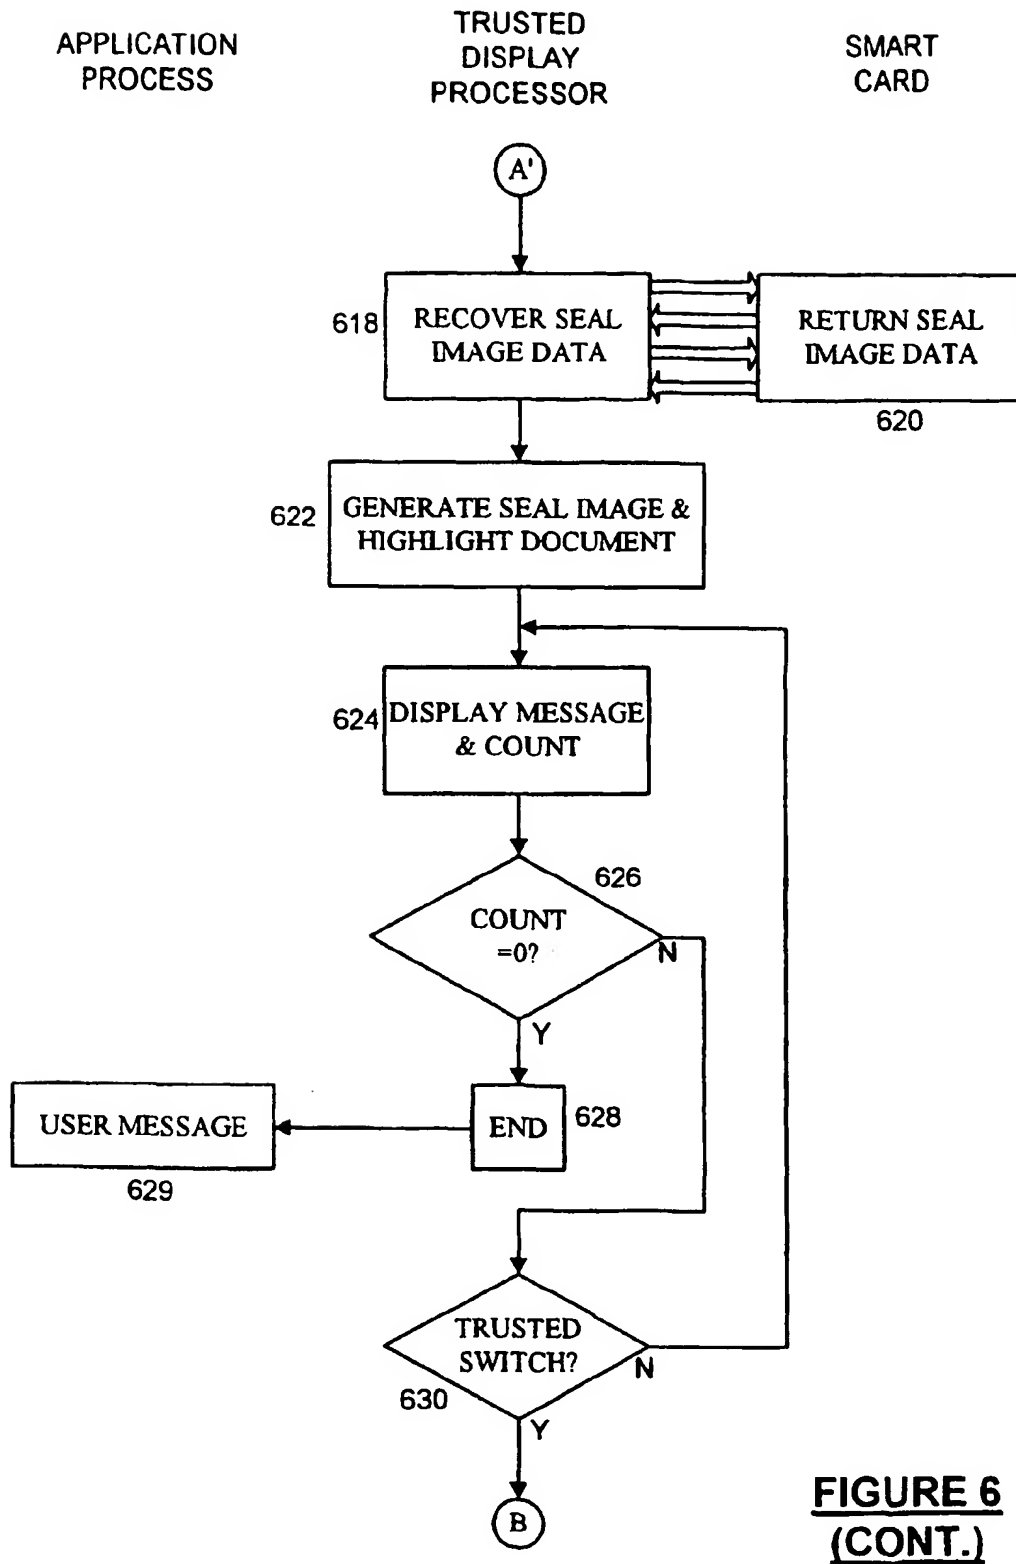 APPLICATION
PROCESS
TRUSTED
DISPLAY
PROCESSOR
SMART
CARD
A'
618
RECOVER SEAL
IMAGE DATA
RETURN SEAL
IMAGE DATA
620
622
GENERATE SEAL IMAGE &
HIGHLIGHT DOCUMENT
624
DISPLAY MESSAGE
& COUNT
626
COUNT
=0?
N
Y
USER MESSAGE
END
628
629
TRUSTED
SWITCH?
N
630
Y
B
FIGURE 6
(CONT.)